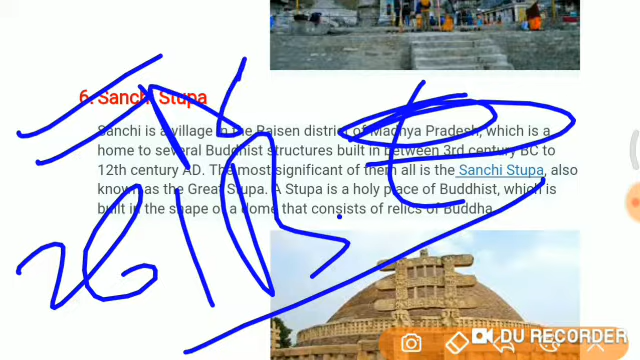 6. Sanchi Stupa
Sanchi is a village in the Raisen district of Madhya Pradesh, which is a
home to several Buddhist structures built in between 3rd century BC to
12th century AD. The most significant of them all is the Sanchi Stupa, also
known as the Great Stupa. A Stupa is a holy place of Buddhist, which is
built in the shape of a dome that consists of relics of Buddha.
DU RECORDER